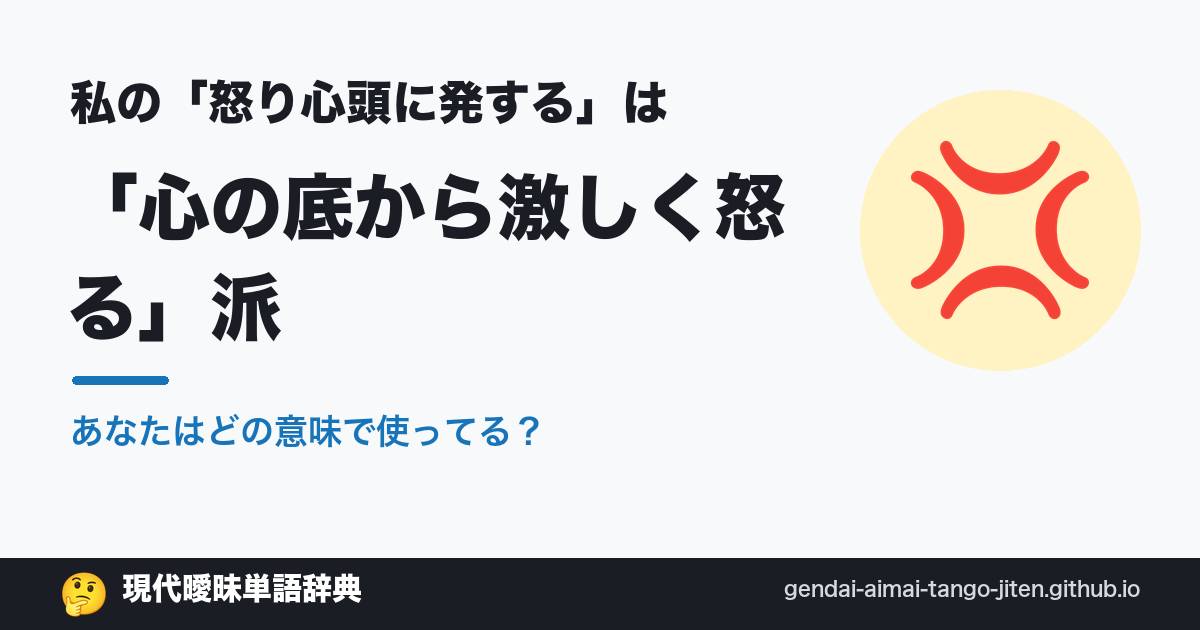 私の「怒り心頭に発する」は
「心の底から激しく怒
る」派
あなたはどの意味で使ってる？
現代曖昧単語辞典
gendai-aimai-tango-jiten.github.io